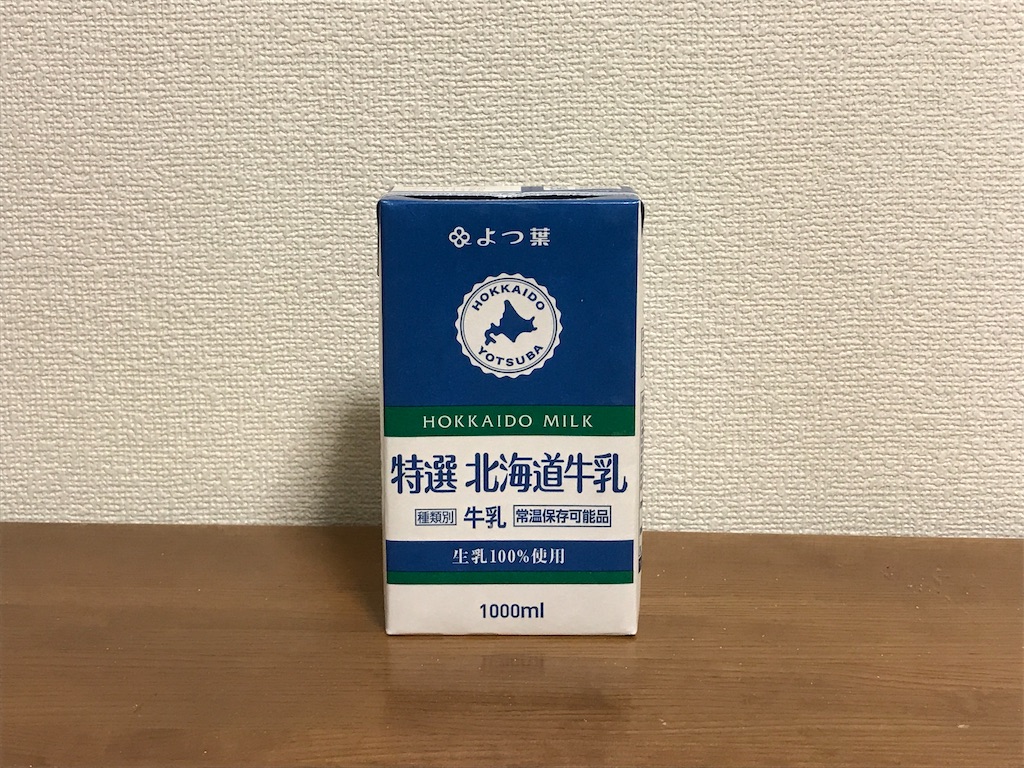 よつ葉
HOKKAIDO
YOTSUBA
HOKKAIDO MILK
特選 北海道牛乳
種類別 牛乳 常温保存可能品
生乳100%使用
1000ml